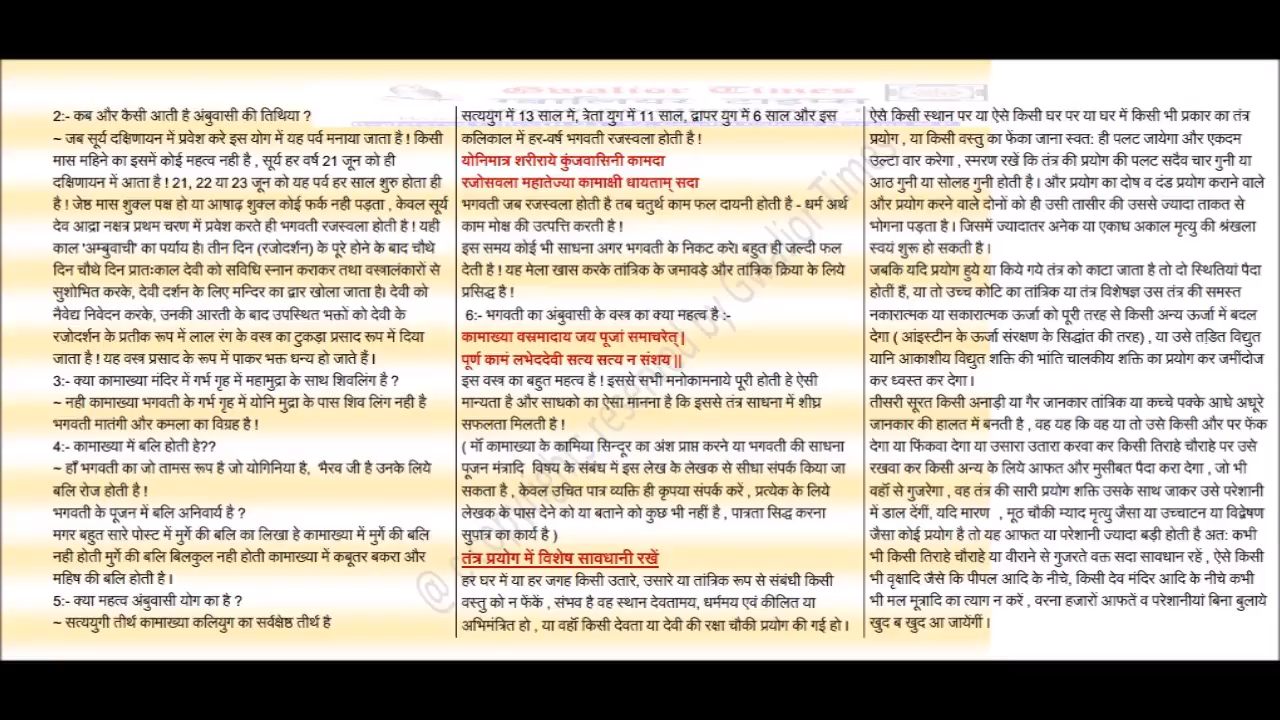 Gwalior Times
ग्वालियर टाइम्स
2:- कब और कैसी आती है अंबुवासी की तिथिया ?
~ जब सूर्य दक्षिणायन में प्रवेश करे इस योग में यह पर्व मनाया जाता है ! किसी
मास महिने का इसमें कोई महत्व नही है , सूर्य हर वर्ष 21 जून को ही
दक्षिणायन में आता है ! 21, 22 या 23 जून को यह पर्व हर साल शुरु होता ही
है ! जेष्ठ मास शुक्ल पक्ष हो या आषाढ़ शुक्ल कोई फर्क नही पड़ता , केवल सूर्य
देव आद्रा नक्षत्र प्रथम चरण में प्रवेश करते ही भगवती रजस्वला होती है ! यही
काल 'अम्बुवाची' का पर्याय है। तीन दिन (रजोदर्शन) के पूरे होने के बाद चौथे
दिन चौथे दिन प्रातःकाल देवी को सविधि स्नान कराकर तथा वस्त्रालंकारों से
सुशोभित करके, देवी दर्शन के लिए मन्दिर का द्वार खोला जाता है। देवी को
नैवेद्य निवेदन करके, उनकी आरती के बाद उपस्थित भक्तों को देवी के
रजोदर्शन के प्रतीक रूप में लाल रंग के वस्त्र का टुकड़ा प्रसाद रूप में दिया
जाता है ! यह वस्त्र प्रसाद के रूप में पाकर भक्त धन्य हो जाते हैं ।
3:- क्या कामाख्या मंदिर में गर्भ गृह में महामुद्रा के साथ शिवलिंग है ?
~ नही कामाख्या भगवती के गर्भ गृह में योनि मुद्रा के पास शिव लिंग नही है
भगवती मातंगी और कमला का विग्रह है !
4:- कामाख्या में बलि होती है??
~ हाँ भगवती का जो तामस रूप है जो योगिनिया है, भैरव जी है उनके लिये
बलि रोज होती है !
भगवती के पूजन में बलि अनिवार्य है ?
मगर बहुत सारे पोस्ट में मुर्गे की बलि का लिखा हे कामाख्या में मुर्गे की बलि
नही होती मुर्गे की बलि बिलकुल नही होती कामाख्या में कबूतर बकरा और
महिष की बलि होती है ।
5:- क्या महत्व अंबुवासी योग का है ?
~ सत्ययुगी तीर्थ कामाख्या कलियुग का सर्वक्षेष्ठ तीर्थ है
सत्ययुग में 13 साल में, त्रेता युग में 11 साल, द्वापर युग में 6 साल और इस
कलिकाल में हर-वर्ष भगवती रजस्वला होती है !
योनिमात्र शरीराये कुंजवासिनी कामदा
रजोसवला महातेज्या कामाक्षी धायताम् सदा
भगवती जब रजस्वला होती है तब चतुर्थ काम फल दायनी होती है - धर्म अर्थ
काम मोक्ष की उत्पत्ति करती है !
इस समय कोई भी साधना अगर भगवती के निकट करे। बहुत ही जल्दी फल
देती है ! यह मेला खास करके तांत्रिक के जमावड़े और तांत्रिक क्रिया के लिये
प्रसिद्ध है !
6:- भगवती का अंबुवासी के वस्त्र का क्या महत्व है :-
कामाख्या वस्रमादाय जय पूजां समाचरेत् |
पूर्ण कामं लभेददेवी सत्य सत्य न संशय ||
इस वस्त्र का बहुत महत्व है ! इससे सभी मनोकामनाये पूरी होती हे ऐसी
मान्यता है और साधको का ऐसा मानना है कि इससे तंत्र साधना में शीघ्र
सफलता मिलती है !
( माँ कामाख्या के कामिया सिन्दूर का अंश प्राप्त करने या भगवती की साधना
पूजन मंत्रादि विषय के संबंध में इस लेख के लेखक से सीधा संपर्क किया जा
सकता है , केवल उचित पात्र व्यक्ति ही कृपया संपर्क करें , प्रत्येक के लिये
लेखक के पास देने को या बताने को कुछ भी नहीं है , पात्रता सिद्ध करना
सुपात्र का कार्य है )
तंत्र प्रयोग में विशेष सावधानी रखें
हर घर में या हर जगह किसी उतारे, उसारे या तांत्रिक रूप से संबंधी किसी
वस्तु को न फेंकें , संभव है वह स्थान देवतामय, धर्ममय एवं कीलित या
अभिमंत्रित हो , या वहाँ किसी देवता या देवी की रक्षा चौकी प्रयोग की गई हो ।
ऐसे किसी स्थान पर या ऐसे किसी घर पर या घर में किसी भी प्रकार का तंत्र
प्रयोग , या किसी वस्तु का फेंका जाना स्वत: ही पलट जायेगा और एकदम
उल्टा वार करेगा , स्मरण रखें कि तंत्र की प्रयोग की पलट सदैव चार गुनी या
आठ गुनी या सोलह गुनी होती है । और प्रयोग का दोष व दंड प्रयोग कराने वाले
और प्रयोग करने वाले दोनों को ही उसी तासीर की उससे ज्यादा ताकत से
भोगना पड़ता है । जिसमें ज्यादातर अनेक या एकाध अकाल मृत्यु की श्रंखला
स्वयं शुरू हो सकती है ।
जबकि यदि प्रयोग हुये या किये गये तंत्र को काटा जाता है तो दो स्थितियां पैदा
होतीं हैं, या तो उच्च कोटि का तांत्रिक या तंत्र विशेषज्ञ उस तंत्र की समस्त
नकारात्मक या सकारात्मक ऊर्जा को पूरी तरह से किसी अन्य ऊर्जा में बदल
देगा ( आंइस्टीन के ऊर्जा संरक्षण के सिद्धांत की तरह) , या उसे तडि़त विद्युत
यानि आकाशीय विद्युत शक्ति की भांति चालकीय शक्ति का प्रयोग कर जमींदोज
कर ध्वस्त कर देगा ।
तीसरी सूरत किसी अनाड़ी या गैर जानकार तांत्रिक या कच्चे पक्के आधे अधूरे
जानकार की हालत में बनती है , वह यह कि वह या तो उसे किसी और पर फेंक
देगा या फिंकवा देगा या उसारा उतारा करवा कर किसी तिराहे चौराहे पर उसे
रखवा कर किसी अन्य के लिये आफत और मुसीबत पैदा करा देगा , जो भी
वहाँ से गुजरेगा , वह तंत्र की सारी प्रयोग शक्ति उसके साथ जाकर उसे परेशानी
में डाल देगीं, यदि मारण , मूठ चौकी म्याद मृत्यु जैसा या उच्चाटन या विद्वेषण
जैसा कोई प्रयोग है तो यह आफत या परेशानी ज्यादा बड़ी होती है अत: कभी
भी किसी तिराहे चौराहे या वीराने से गुजरते वक्त सदा सावधान रहें , ऐसे किसी
भी वृक्षादि जैसे कि पीपल आदि के नीचे, किसी देव मंदिर आदि के नीचे कभी
भी मल मूत्रादि का त्याग न करें , वरना हजारों आफतें व परेशानीयां बिना बुलाये
खुद ब खुद आ जायेंगीं ।